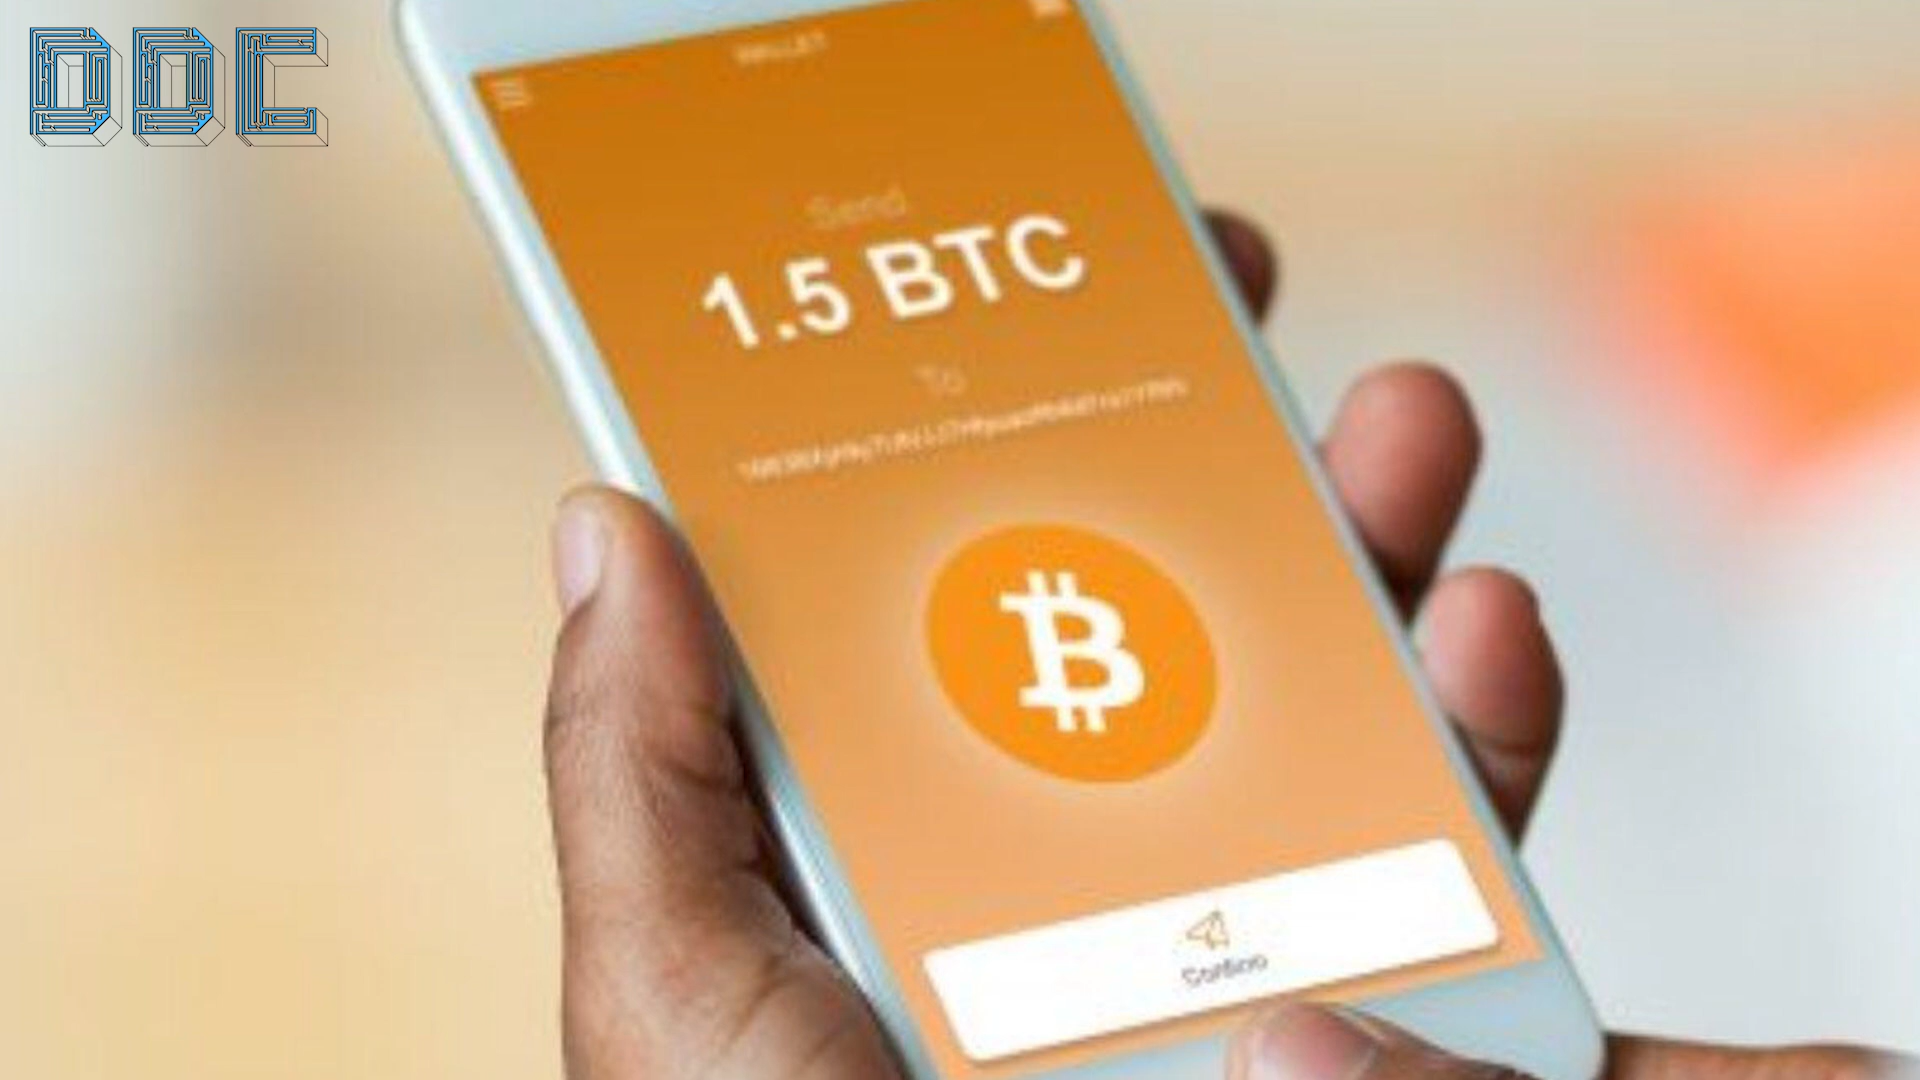 DDC
WALLET
Send
1.5 BTC
To
Confirm